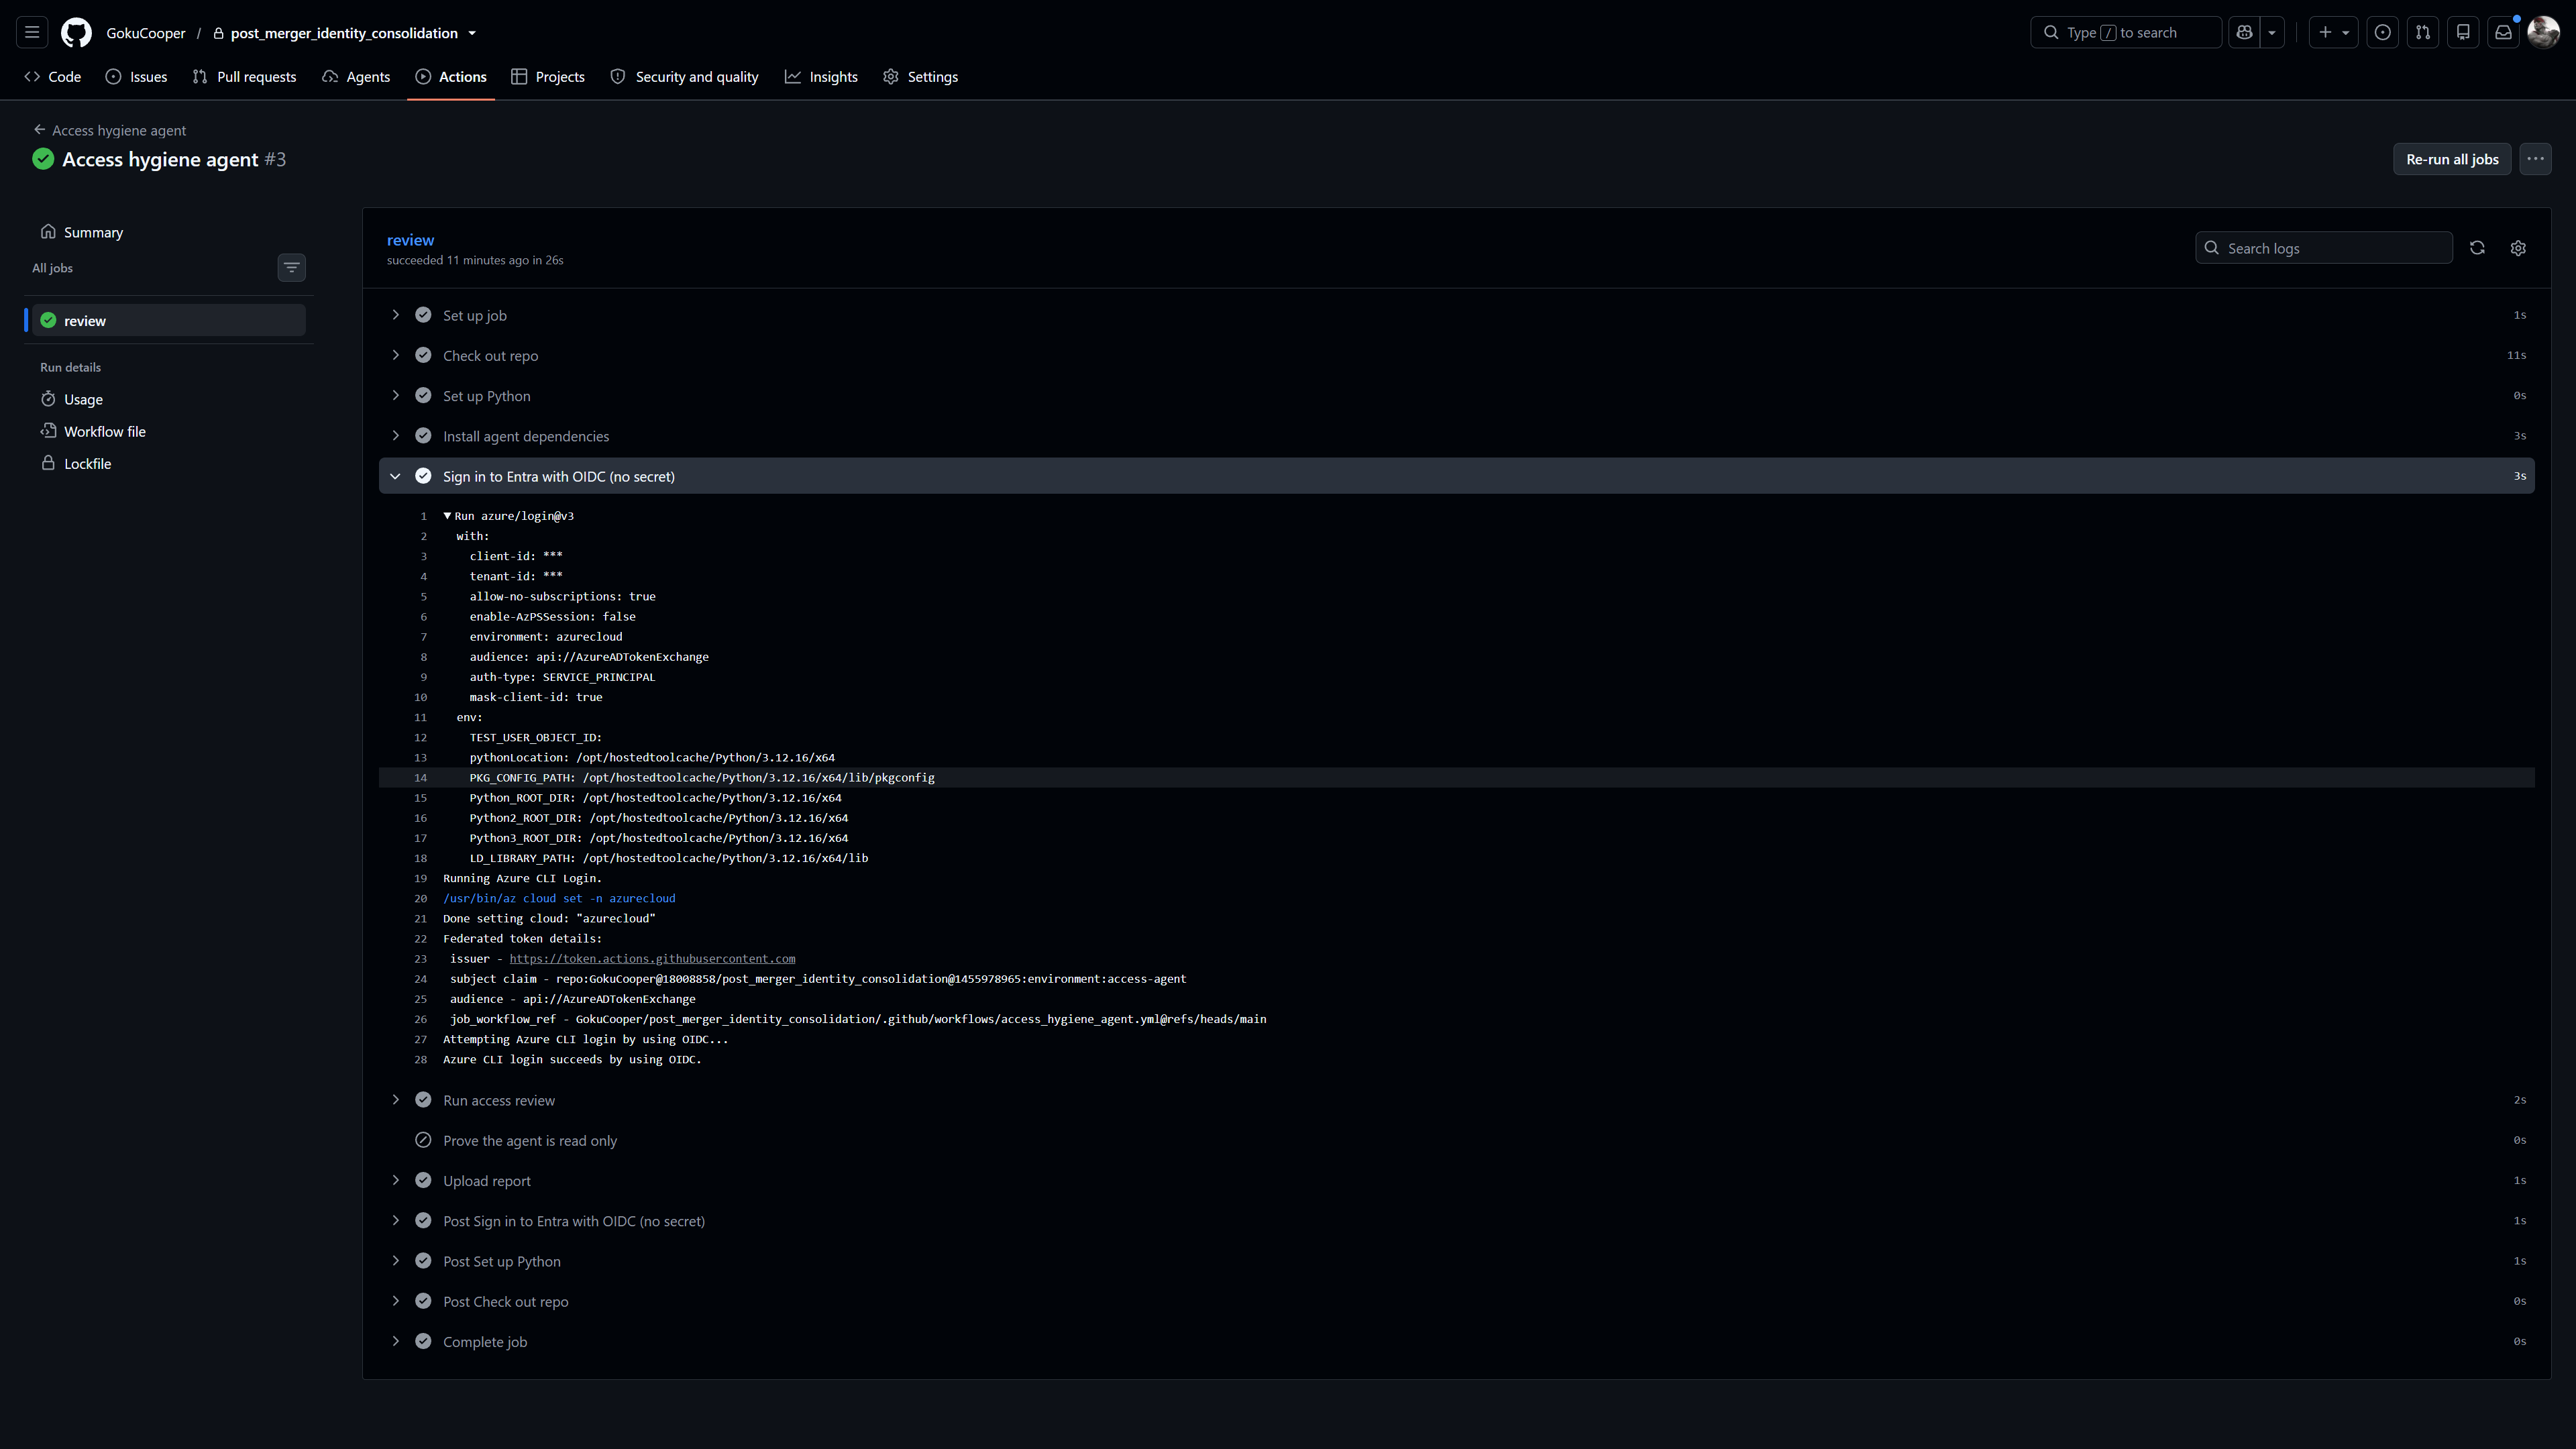 GokuCooper / post_merger_identity_consolidation
Type / to search
Code Issues Pull requests Agents Actions Projects Security and quality Insights Settings
Access hygiene agent
Access hygiene agent #3
Re-run all jobs
Summary
All jobs
review
Run details
Usage
Workflow file
Lockfile
review
succeeded 11 minutes ago in 26s
Search logs
Set up job 1s
Check out repo 11s
Set up Python 0s
Install agent dependencies 3s
Sign in to Entra with OIDC (no secret) 3s
1 Run azure/login@v3
2 with:
3 client-id: ***
4 tenant-id: ***
5 allow-no-subscriptions: true
6 enable-AzPSSession: false
7 environment: azurecloud
8 audience: api://AzureADTokenExchange
9 auth-type: SERVICE_PRINCIPAL
10 mask-client-id: true
11 env:
12 TEST_USER_OBJECT_ID:
13 pythonLocation: /opt/hostedtoolcache/Python/3.12.16/x64
14 PKG_CONFIG_PATH: /opt/hostedtoolcache/Python/3.12.16/x64/lib/pkgconfig
15 Python_ROOT_DIR: /opt/hostedtoolcache/Python/3.12.16/x64
16 Python2_ROOT_DIR: /opt/hostedtoolcache/Python/3.12.16/x64
17 Python3_ROOT_DIR: /opt/hostedtoolcache/Python/3.12.16/x64
18 LD_LIBRARY_PATH: /opt/hostedtoolcache/Python/3.12.16/x64/lib
19 Running Azure CLI Login.
20 /usr/bin/az cloud set -n azurecloud
21 Done setting cloud: "azurecloud"
22 Federated token details:
23 issuer - https://token.actions.githubusercontent.com
24 subject claim - repo:GokuCooper@18008858/post_merger_identity_consolidation@1455978965:environment:access-agent
25 audience - api://AzureADTokenExchange
26 job_workflow_ref - GokuCooper/post_merger_identity_consolidation/.github/workflows/access_hygiene_agent.yml@refs/heads/main
27 Attempting Azure CLI login by using OIDC...
28 Azure CLI login succeeds by using OIDC.
Run access review 2s
Prove the agent is read only 0s
Upload report 1s
Post Sign in to Entra with OIDC (no secret) 1s
Post Set up Python 1s
Post Check out repo 0s
Complete job 0s